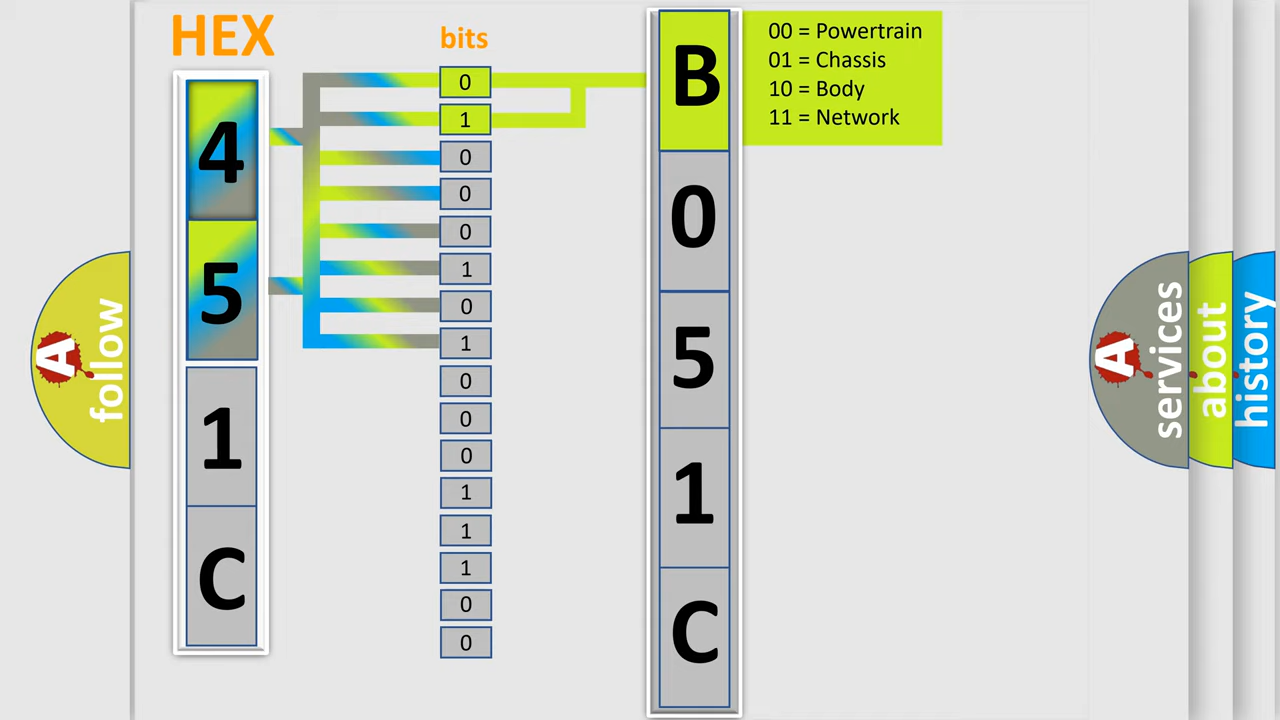 HEX
bits
4
5
1
C
0
1
0
0
0
1
0
1
0
0
0
1
1
1
0
0
B
0
5
1
C
00 = Powertrain
01 = Chassis
10 = Body
11 = Network
A
follow
A
services
about
history